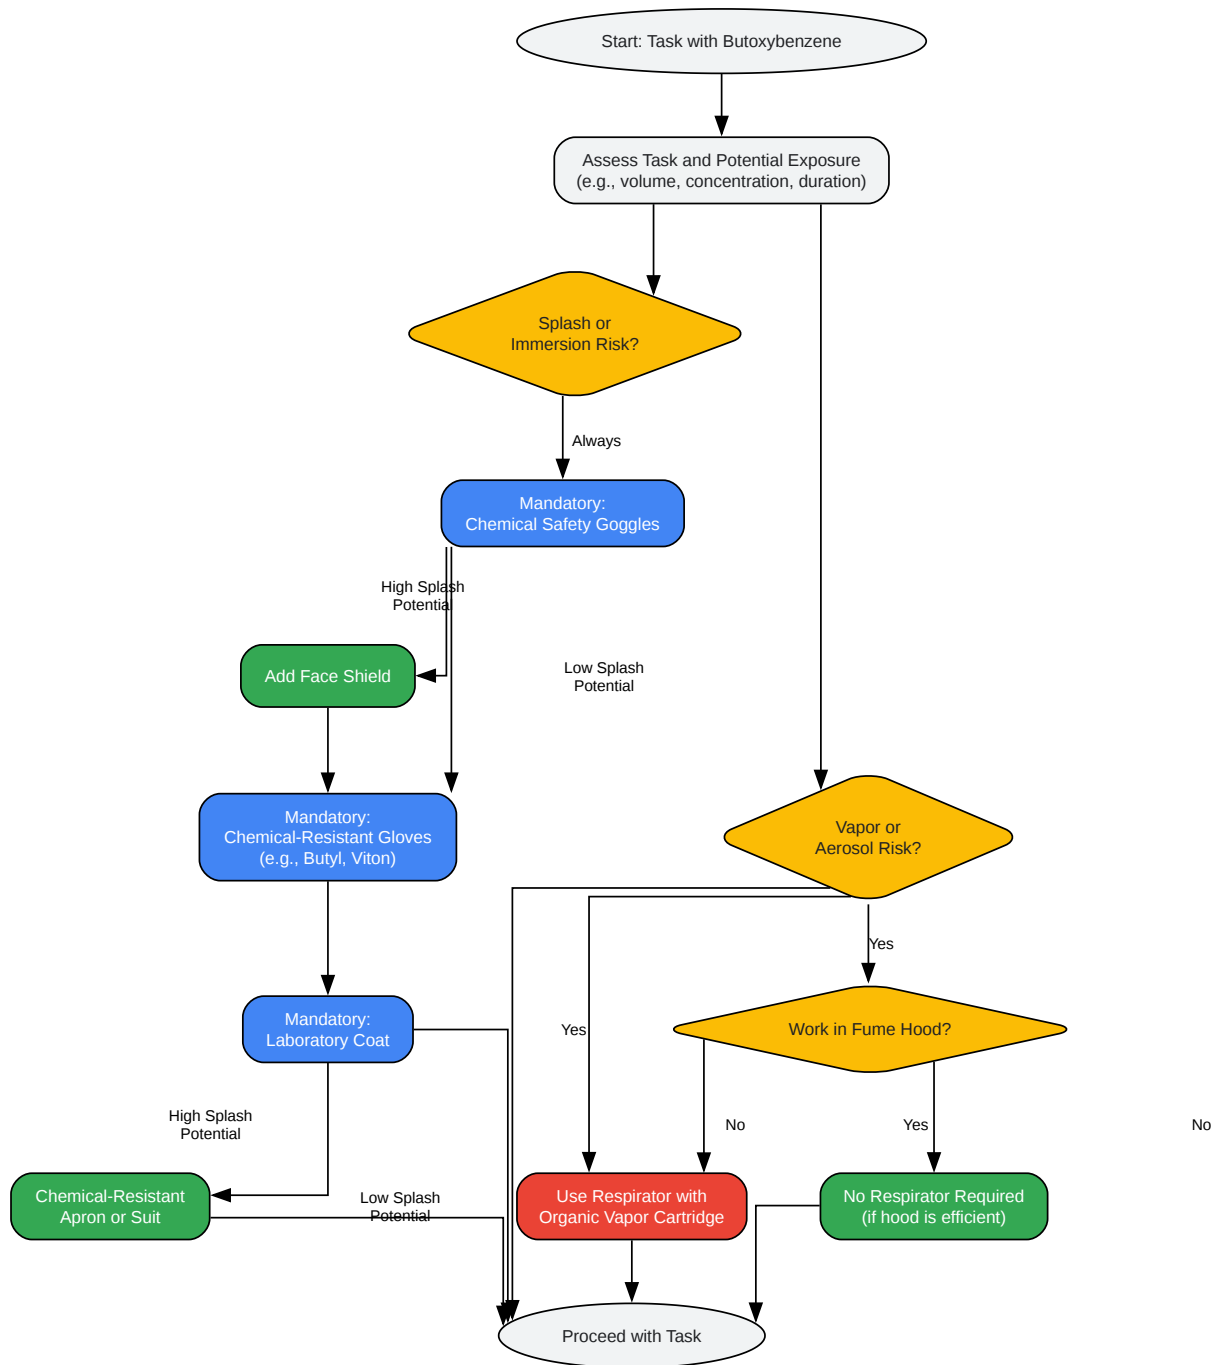 Start: Task with Butoxybenzene
Assess Task and Potential Exposure
(e.g., volume, concentration, duration)
Splash or
Immersion Risk?
Always
Mandatory:
Chemical Safety Goggles
High Splash
Potential
Low Splash
Potential
Add Face Shield
Mandatory:
Chemical-Resistant Gloves
(e.g., Butyl, Viton)
Vapor or
Aerosol Risk?
Yes
Mandatory:
Laboratory Coat
Yes
Work in Fume Hood?
High Splash
Potential
No
Yes
No
Chemical-Resistant
Apron or Suit
Low Splash
Potential
Use Respirator with
Organic Vapor Cartridge
No Respirator Required
(if hood is efficient)
Proceed with Task